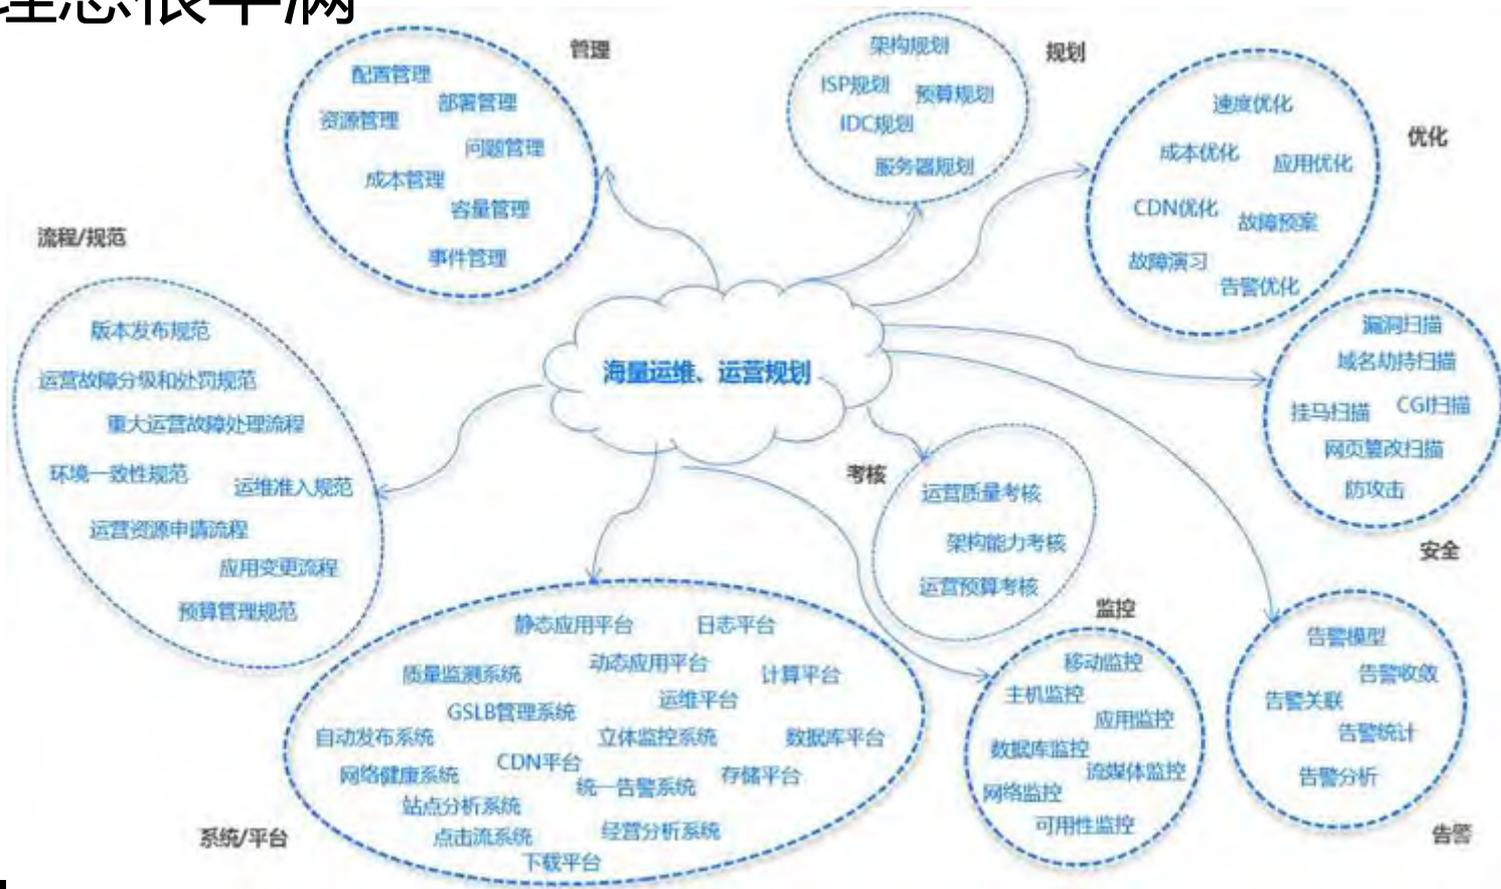 理想很丰满
管理
配置管理
部署管理
资源管理
问题管理
成本管理
容量管理
事件管理
规划
架构规划
ISP规划
预算规划
IDC规划
服务器规划
优化
速度优化
成本优化
应用优化
CDN优化
故障预案
故障演习
告警优化
流程/规范
版本发布规范
运营故障分级和处罚规范
重大运营故障处理流程
环境一致性规范
运维准入规范
运营资源申请流程
应用变更流程
预算管理规范
海量运维、运营规划
漏洞扫描
域名劫持扫描
挂马扫描
CGI扫描
网页篡改扫描
防攻击
安全
考核
运营质量考核
架构能力考核
运营预算考核
系统/平台
静态应用平台
日志平台
质量监测系统
动态应用平台
计算平台
运维平台
GSLB管理系统
自动发布系统
立体监控系统
数据库平台
CDN平台
网络健康系统
统一告警系统
存储平台
站点分析系统
点击流系统
经营分析系统
下载平台
监控
移动监控
主机监控
应用监控
数据库监控
流媒体监控
网络监控
可用性监控
告警模型
告警收敛
告警关联
告警统计
告警分析
告警